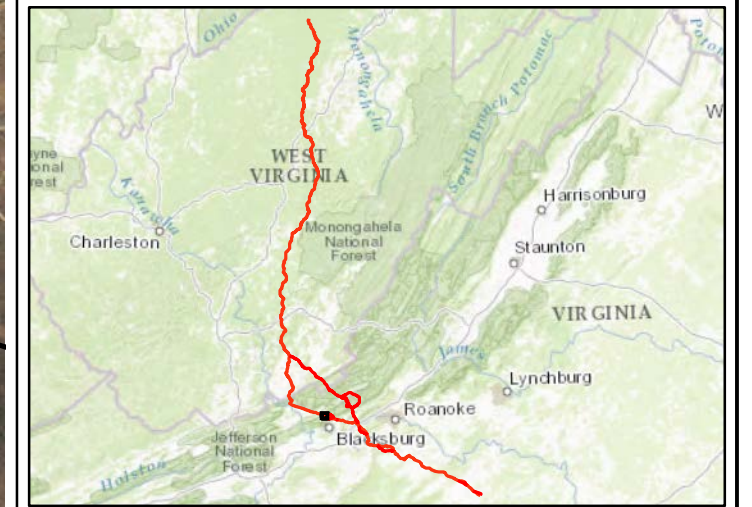 Ohio
Monongahela
South Branch Potomac
W
WEST
VIRGINIA
Kanawha
Harrisonburg
Charleston
Monongahela
National
Forest
Staunton
VIRGINIA
James
Lynchburg
Roanoke
Blacksburg
Jefferson
National
Forest
Holston